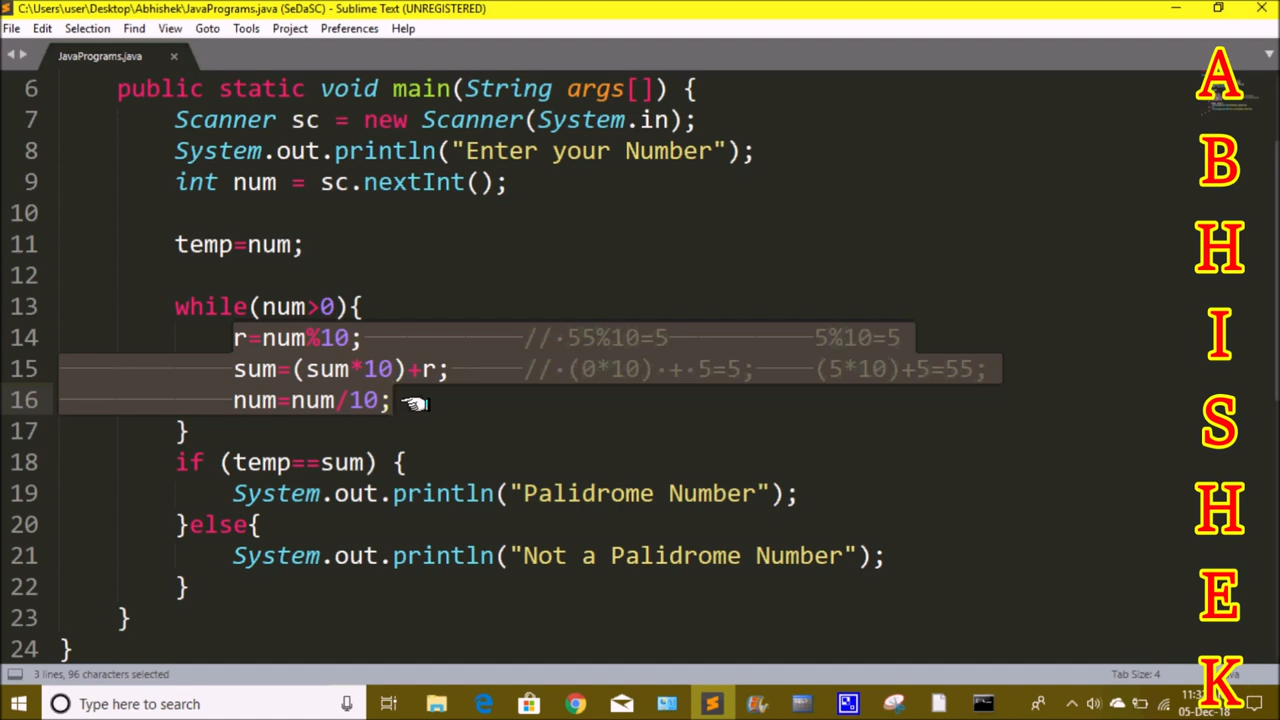 C:\Users\user\Desktop\Abhishek\JavaPrograms.java (SeDaSC) - Sublime Text (UNREGISTERED)
File Edit Selection Find View Goto Tools Project Preferences Help
JavaPrograms.java
6 public static void main(String args[]) {
7 Scanner sc = new Scanner(System.in);
8 System.out.println("Enter your Number");
9 int num = sc.nextInt();
10
11 temp=num;
12
13 while(num>0){
14 r=num%10; // 55%10=5 5%10=5
15 sum=(sum*10)+r; // (0*10) + 5=5; (5*10)+5=55;
16 num=num/10;
17 }
18 if (temp==sum) {
19 System.out.println("Palidrome Number");
20 }else{
21 System.out.println("Not a Palidrome Number");
22 }
23 }
24 }
A
B
H
I
S
H
E
K
3 lines, 96 characters selected Tab Size: 4
Type here to search
05-Dec-18